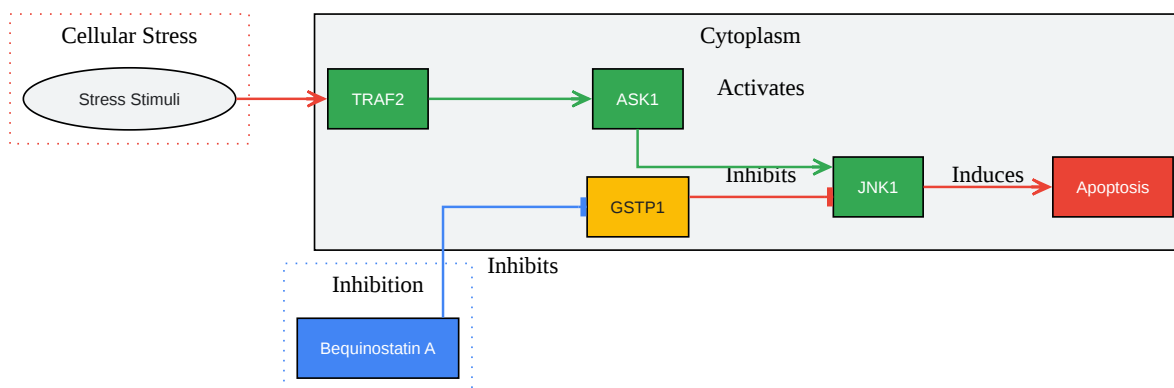 Cellular Stress
Cytoplasm
Stress Stimuli
TRAF2
ASK1
Activates
Inhibits
GSTP1
JNK1
Induces
Apoptosis
Inhibits
Inhibition
Bequinostatin A